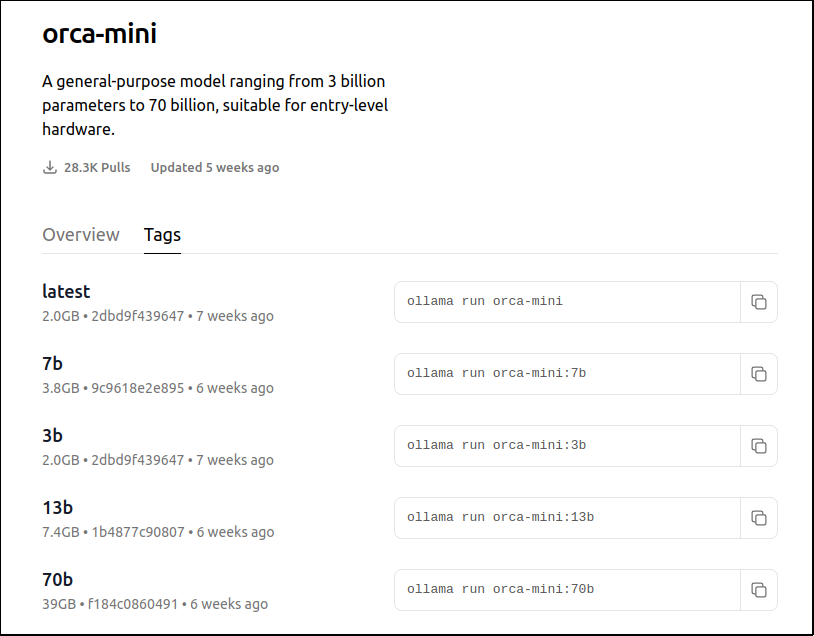 orca-mini
A general-purpose model ranging from 3 billion
parameters to 70 billion, suitable for entry-level
hardware.
28.3K Pulls Updated 5 weeks ago
Overview Tags
latest
2.0GB • 2dbd9f439647 • 7 weeks ago
ollama run orca-mini
7b
3.8GB • 9c9618e2e895 • 6 weeks ago
ollama run orca-mini:7b
3b
2.0GB • 2dbd9f439647 • 7 weeks ago
ollama run orca-mini:3b
13b
7.4GB • 1b4877c90807 • 6 weeks ago
ollama run orca-mini:13b
70b
39GB • f184c0860491 • 6 weeks ago
ollama run orca-mini:70b